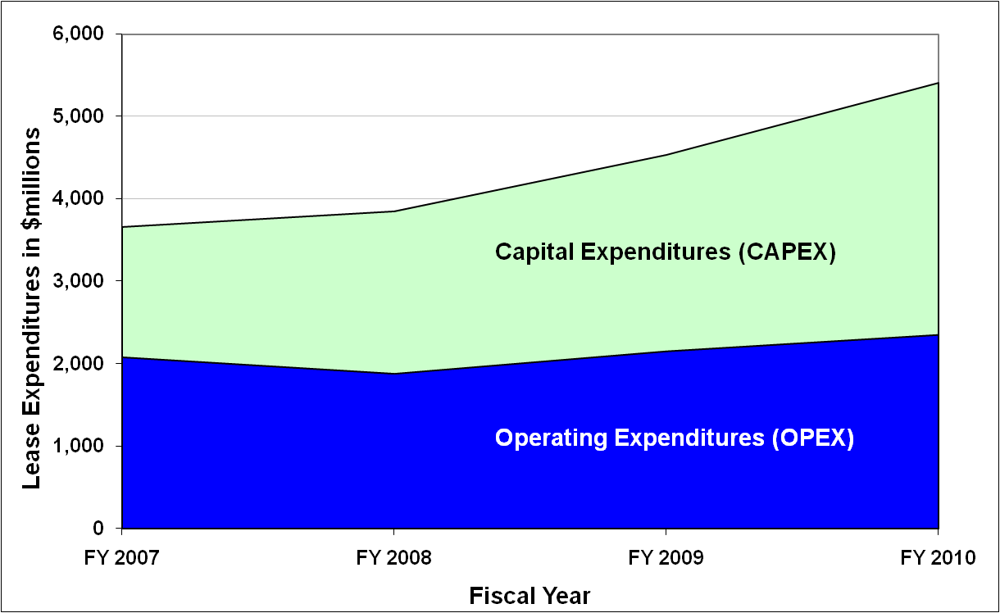 Lease Expenditures in $millions
6,000
5,000
4,000
3,000
2,000
1,000
0
Capital Expenditures (CAPEX)
Operating Expenditures (OPEX)
FY 2007
FY 2008
FY 2009
FY 2010
Fiscal Year